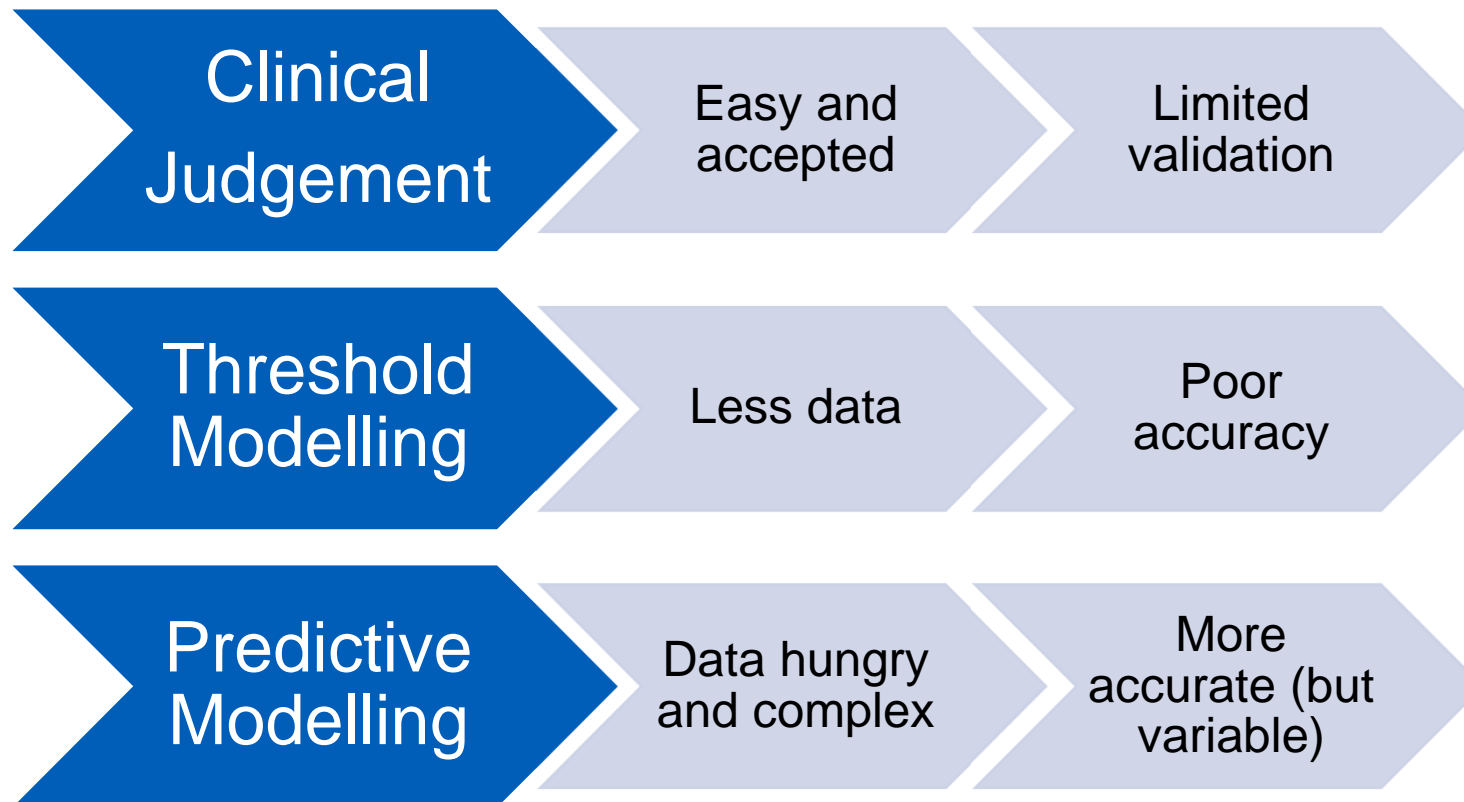 Clinical
Judgement
Easy and
accepted
Limited
validation
Threshold
Modelling
Less data
Poor
accuracy
Predictive
Modelling
Data hungry
and complex
More
accurate (but
variable)